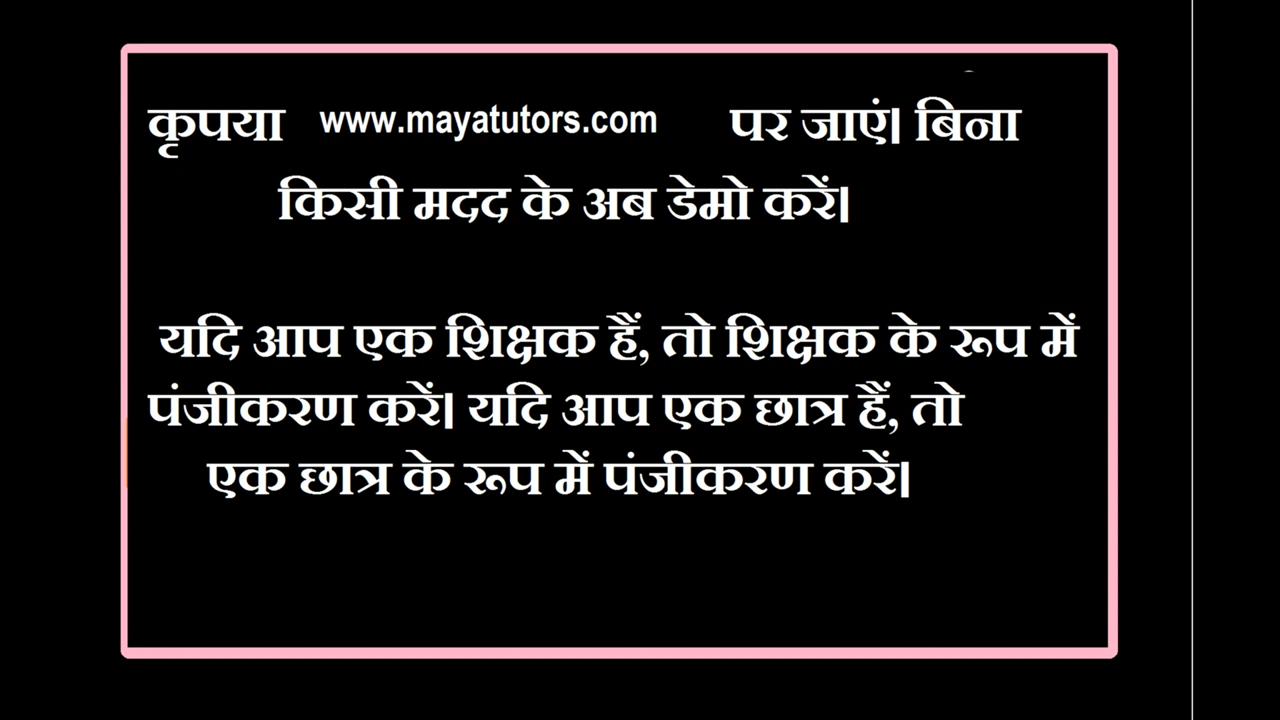 कृपया www.mayatutors.com पर जाएं। बिना
किसी मदद के अब डेमो करें।
यदि आप एक शिक्षक हैं, तो शिक्षक के रूप में
पंजीकरण करें। यदि आप एक छात्र हैं, तो
एक छात्र के रूप में पंजीकरण करें।